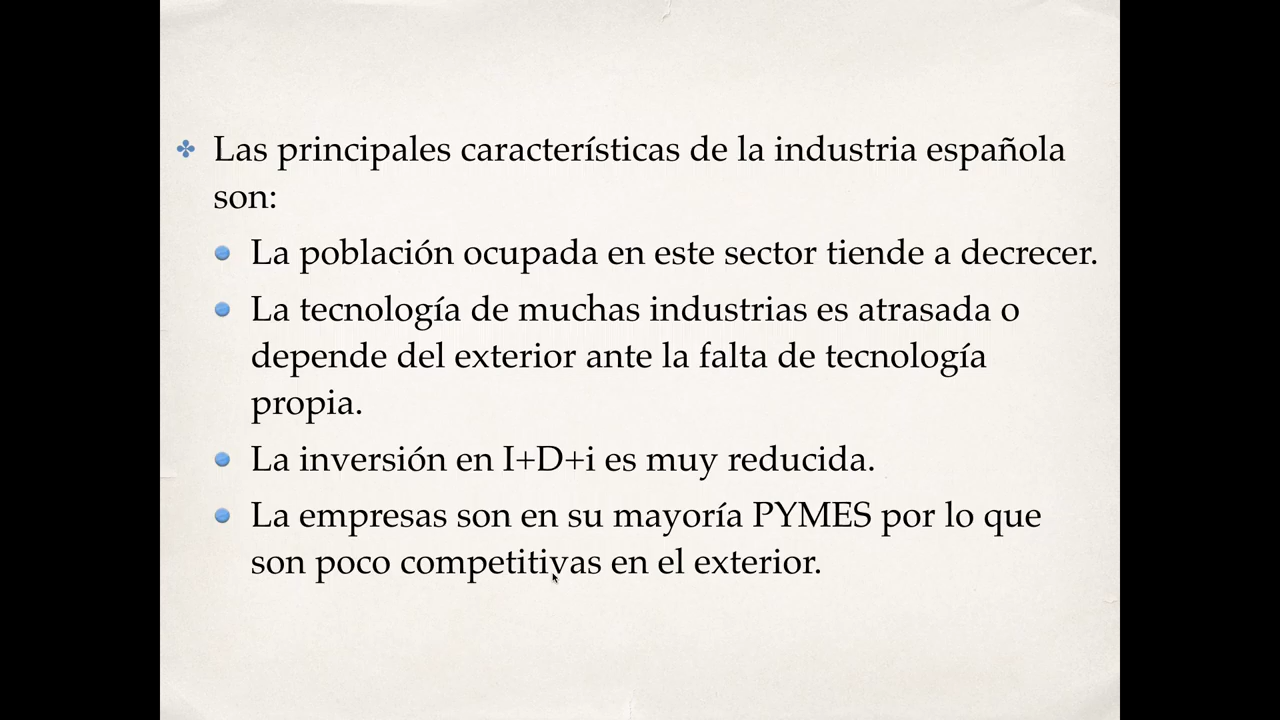 Las principales características de la industria española
son:
La población ocupada en este sector tiende a decrecer.
La tecnología de muchas industrias es atrasada o
depende del exterior ante la falta de tecnología
propia.
La inversión en I+D+i es muy reducida.
La empresas son en su mayoría PYMES por lo que
son poco competitivas en el exterior.